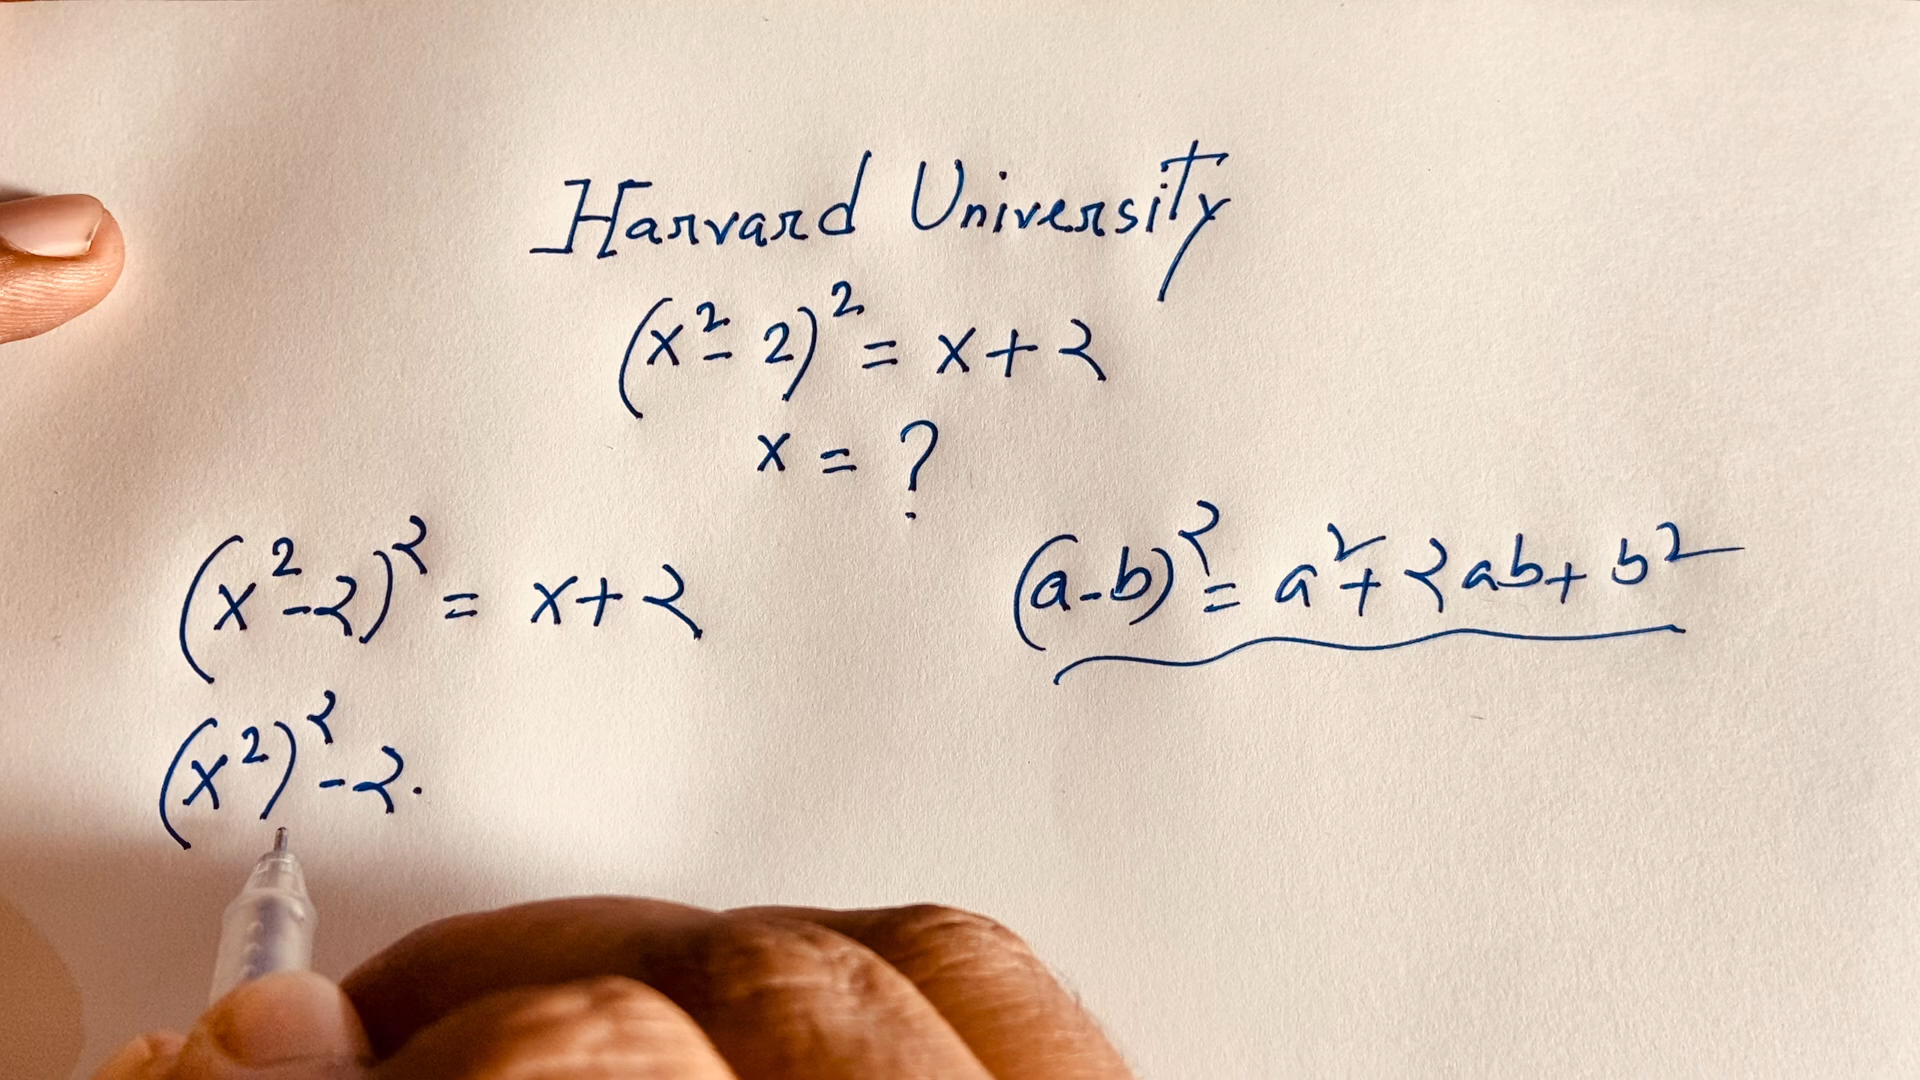 Harvard University
(x² - 2)² = x + 2
x = ?
(x² - 2)² = x + 2
(a - b)² = a² + 2ab + b²
(x²)² - 2.